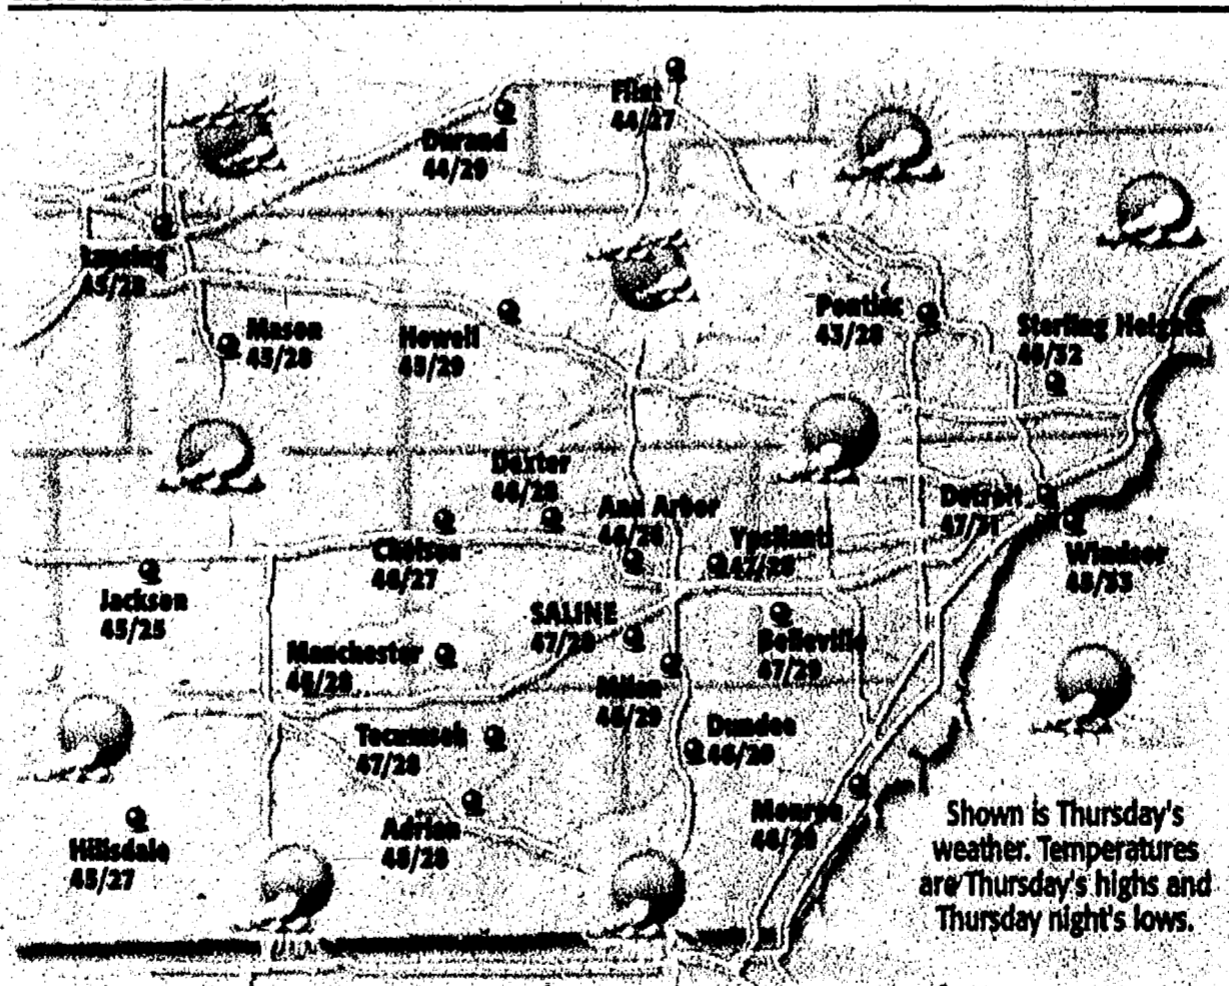 Flint
44/27
Durand
44/29
Lansing
45/28
Mason
45/28
Howell
45/29
Pontiac
43/28
Sterling Heights
46/32
Dexter
46/28
Ann Arbor
Ypsilanti
47/28
Detroit
47/31
Windsor
48/33
Chelsea
46/27
Jackson
45/25
SALINE
47/29
Belleville
47/29
Manchester
46/28
Milan
46/29
Tecumseh
47/28
Dundee
46/29
Adrian
46/28
Monroe
Hillsdale
45/27
Shown is Thursday's
weather. Temperatures
are Thursday's highs and
Thursday night's lows.